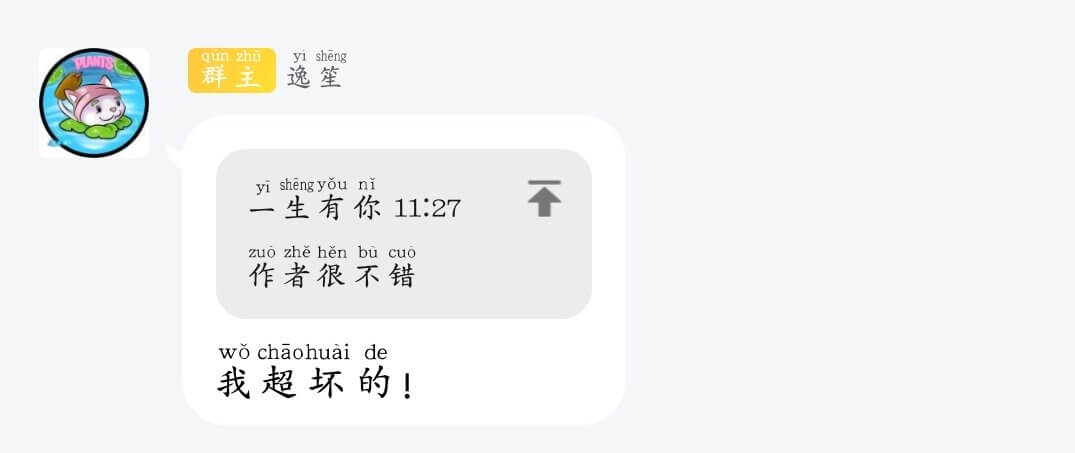 PLANTS
qún zhǔ yì shēng
群主 逸笙
yī shēng yǒu nǐ
一生有你 11:27
zuò zhě hěn bù cuò
作者很不错
wǒ chāo huài de
我超坏的!